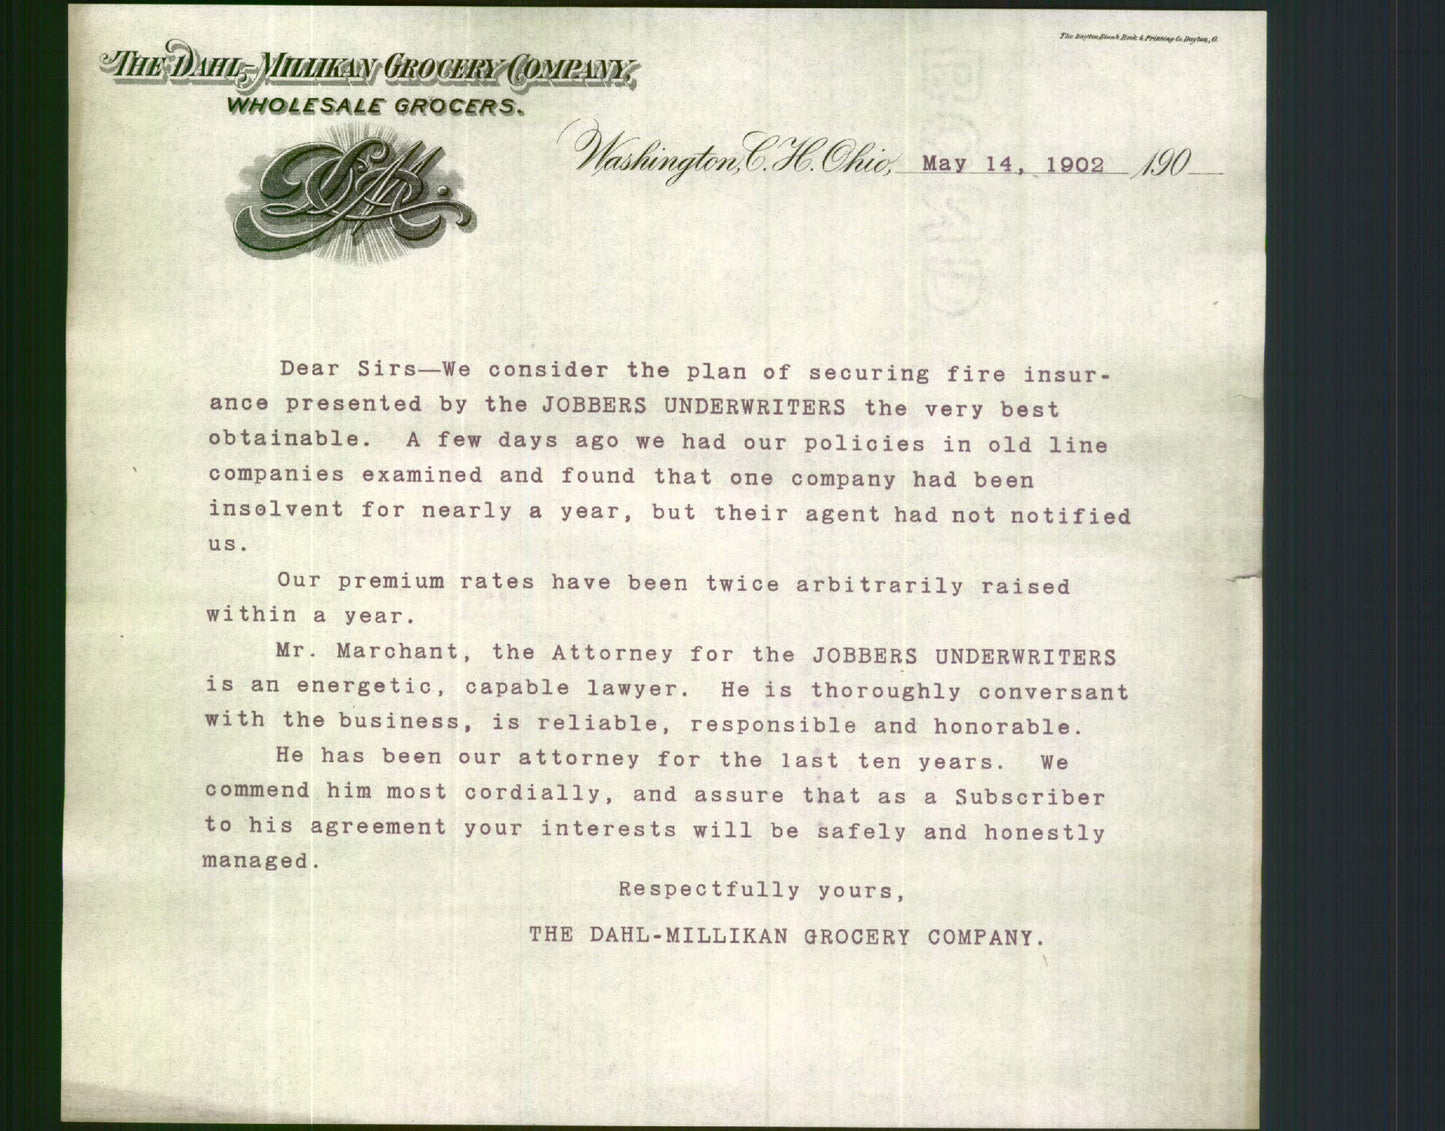 The Dayton Blank Book & Printing Co. Dayton, O.
THE DAHL-MILLIKAN GROCERY COMPANY.
WHOLESALE GROCERS.
Washington, C. H. Ohio, May 14, 1902 190
Dear Sirs—We consider the plan of securing fire insur-
ance presented by the JOBBERS UNDERWRITERS the very best
obtainable. A few days ago we had our policies in old line
companies examined and found that one company had been
insolvent for nearly a year, but their agent had not notified
us.
Our premium rates have been twice arbitrarily raised
within a year.
Mr. Marchant, the Attorney for the JOBBERS UNDERWRITERS
is an energetic, capable lawyer. He is thoroughly conversant
with the business, is reliable, responsible and honorable.
He has been our attorney for the last ten years. We
commend him most cordially, and assure that as a Subscriber
to his agreement your interests will be safely and honestly
managed.
Respectfully yours,
THE DAHL-MILLIKAN GROCERY COMPANY.